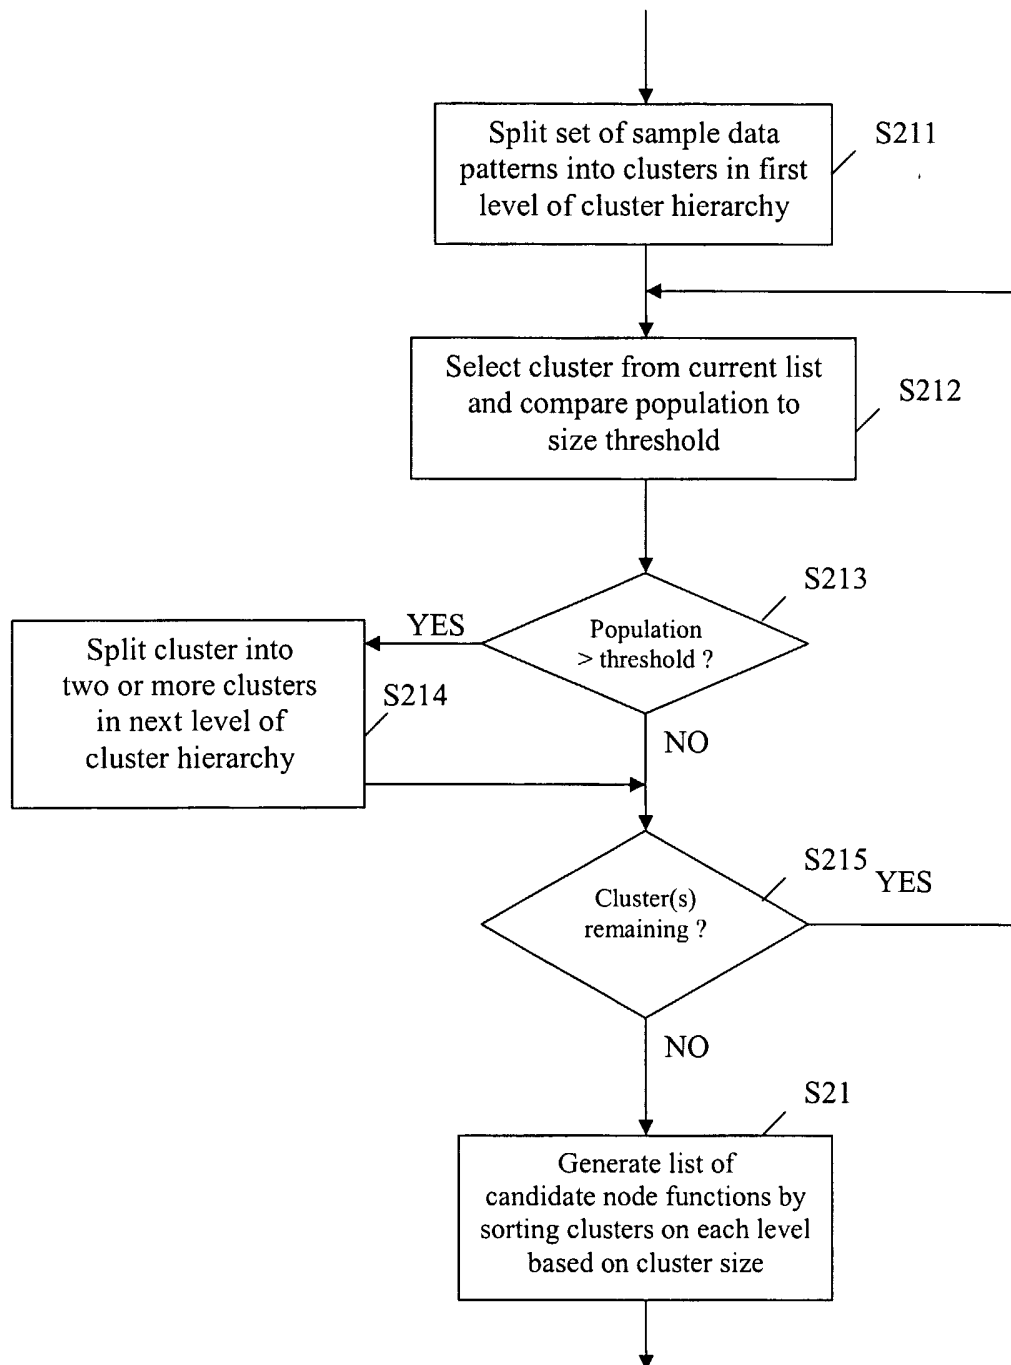 Split set of sample data
patterns into clusters in first
level of cluster hierarchy
S211
Select cluster from current list
and compare population to
size threshold
S212
Population
> threshold ?
S213
YES
Split cluster into
two or more clusters
in next level of
cluster hierarchy
S214
NO
Cluster(s)
remaining ?
S215
YES
NO
S21
Generate list of
candidate node functions by
sorting clusters on each level
based on cluster size